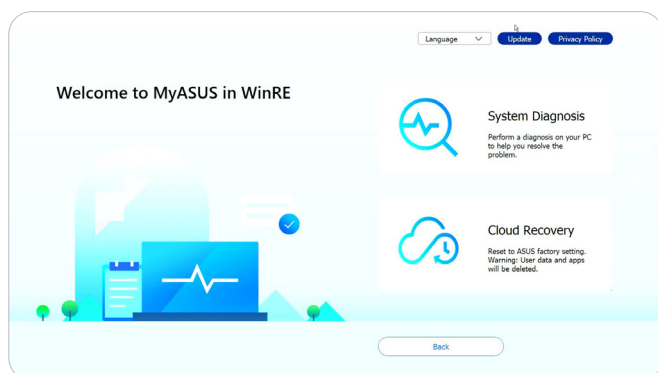 Language
Update
Privacy Policy
Welcome to MyASUS in WinRE
System Diagnosis
Perform a diagnosis on your PC
to help you resolve the
problem.
Cloud Recovery
Reset to ASUS factory setting.
Warning: User data and apps
will be deleted.
Back